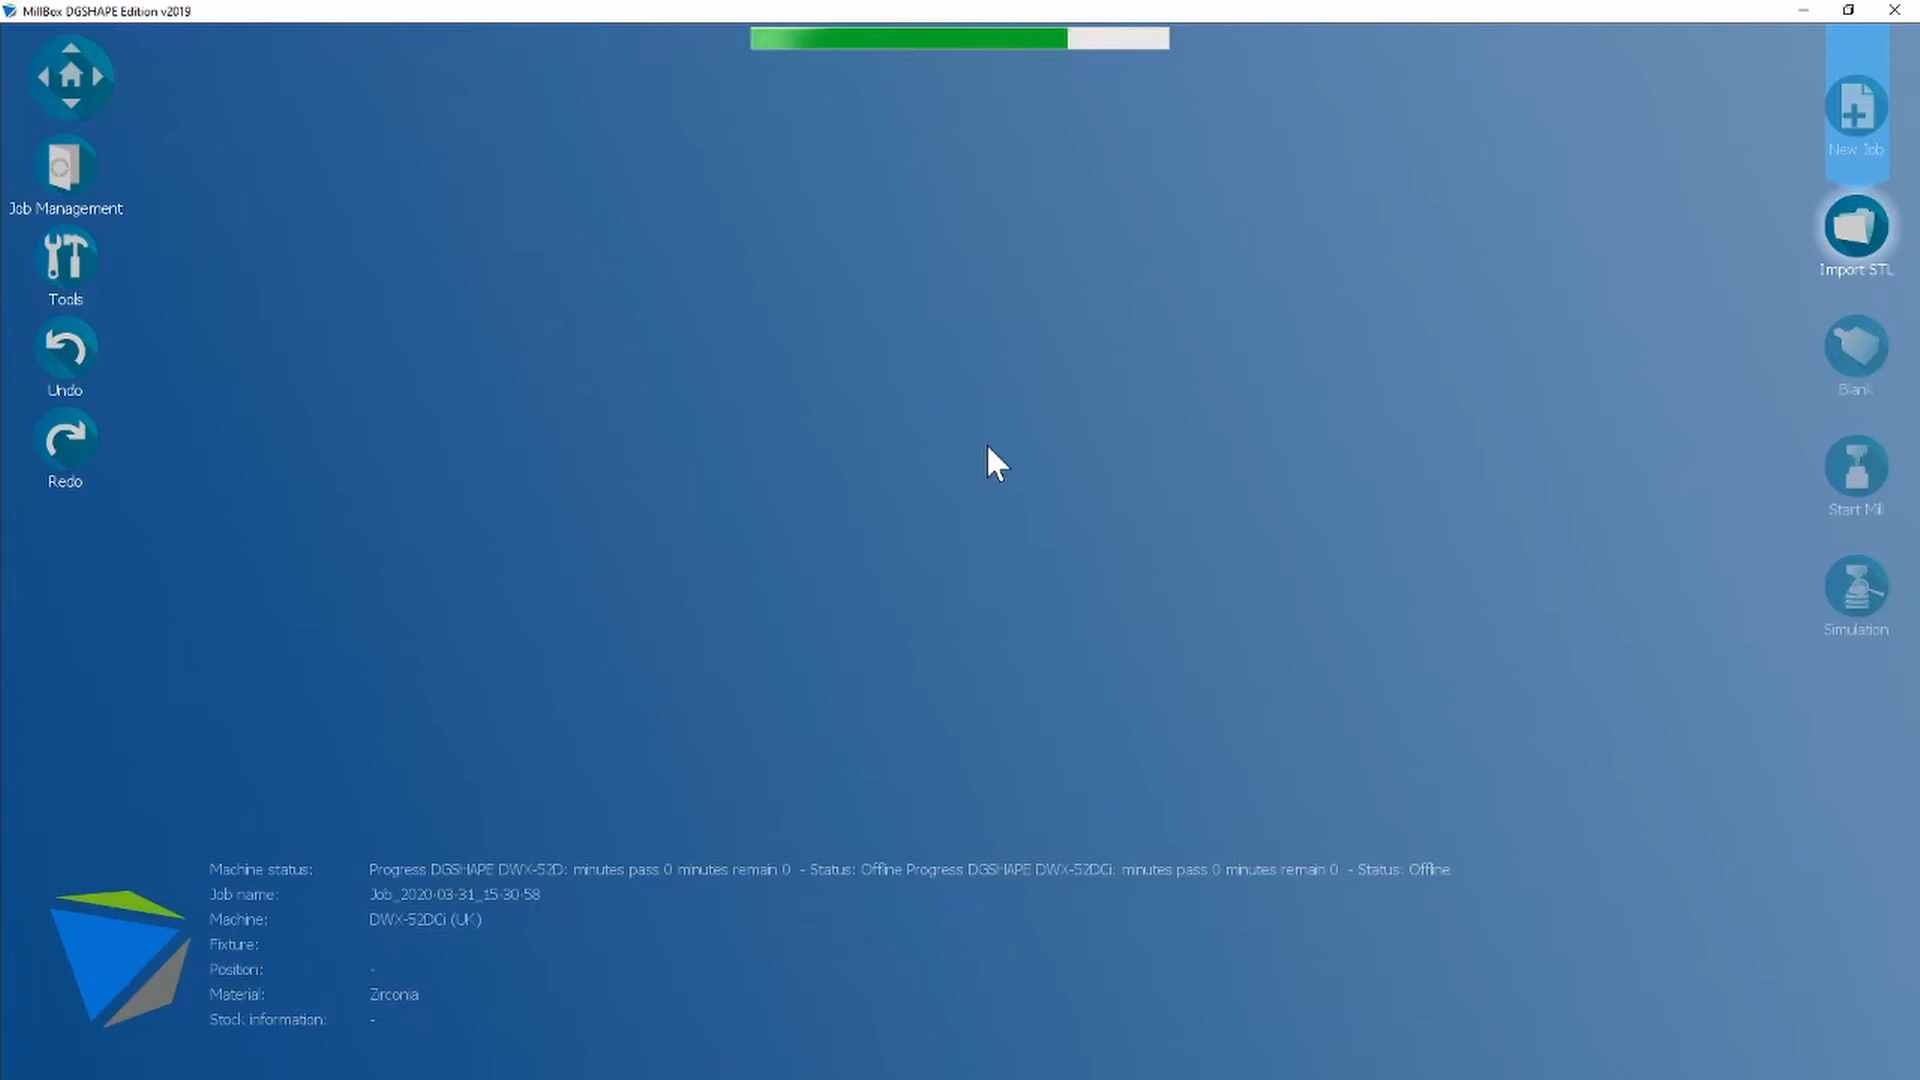 MillBox DGSHAPE Edition v2019
Job Management
Tools
Undo
Redo
New Job
Import STL
Blank
Start Mill
Simulation
Machine status: Progress DGSHAPE DWX-52D: minutes pass 0 minutes remain 0 - Status: Offline Progress DGSHAPE DWX-52DCi: minutes pass 0 minutes remain 0 - Status: Offline
Job name: Job_2020-03-31_15-30-58
Machine: DWX-52DCi (UK)
Fixture:
Position: -
Material: Zirconia
Stock information: -